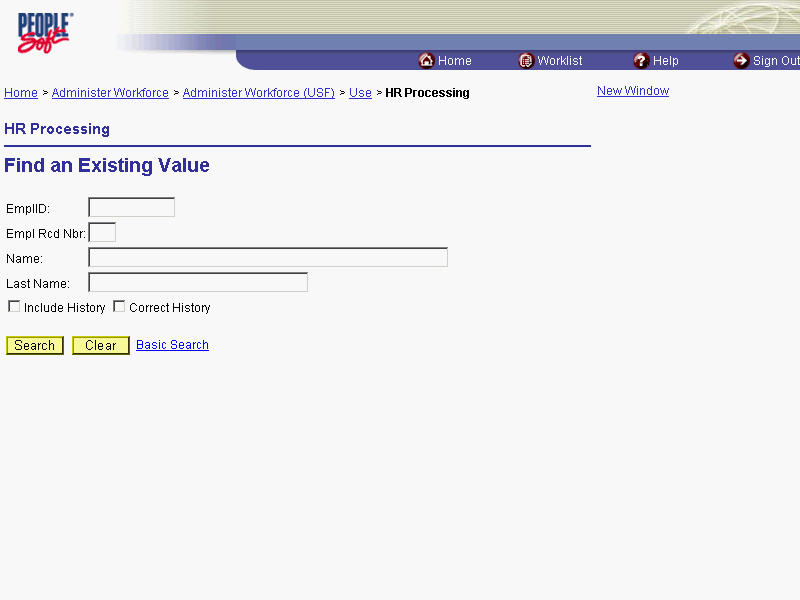 PEOPLE Soft®
Home Worklist Help Sign Out
Home > Administer Workforce > Administer Workforce (USF) > Use > HR Processing New Window
HR Processing
Find an Existing Value
EmplID:
Empl Rcd Nbr:
Name:
Last Name:
Include History Correct History
Search Clear Basic Search